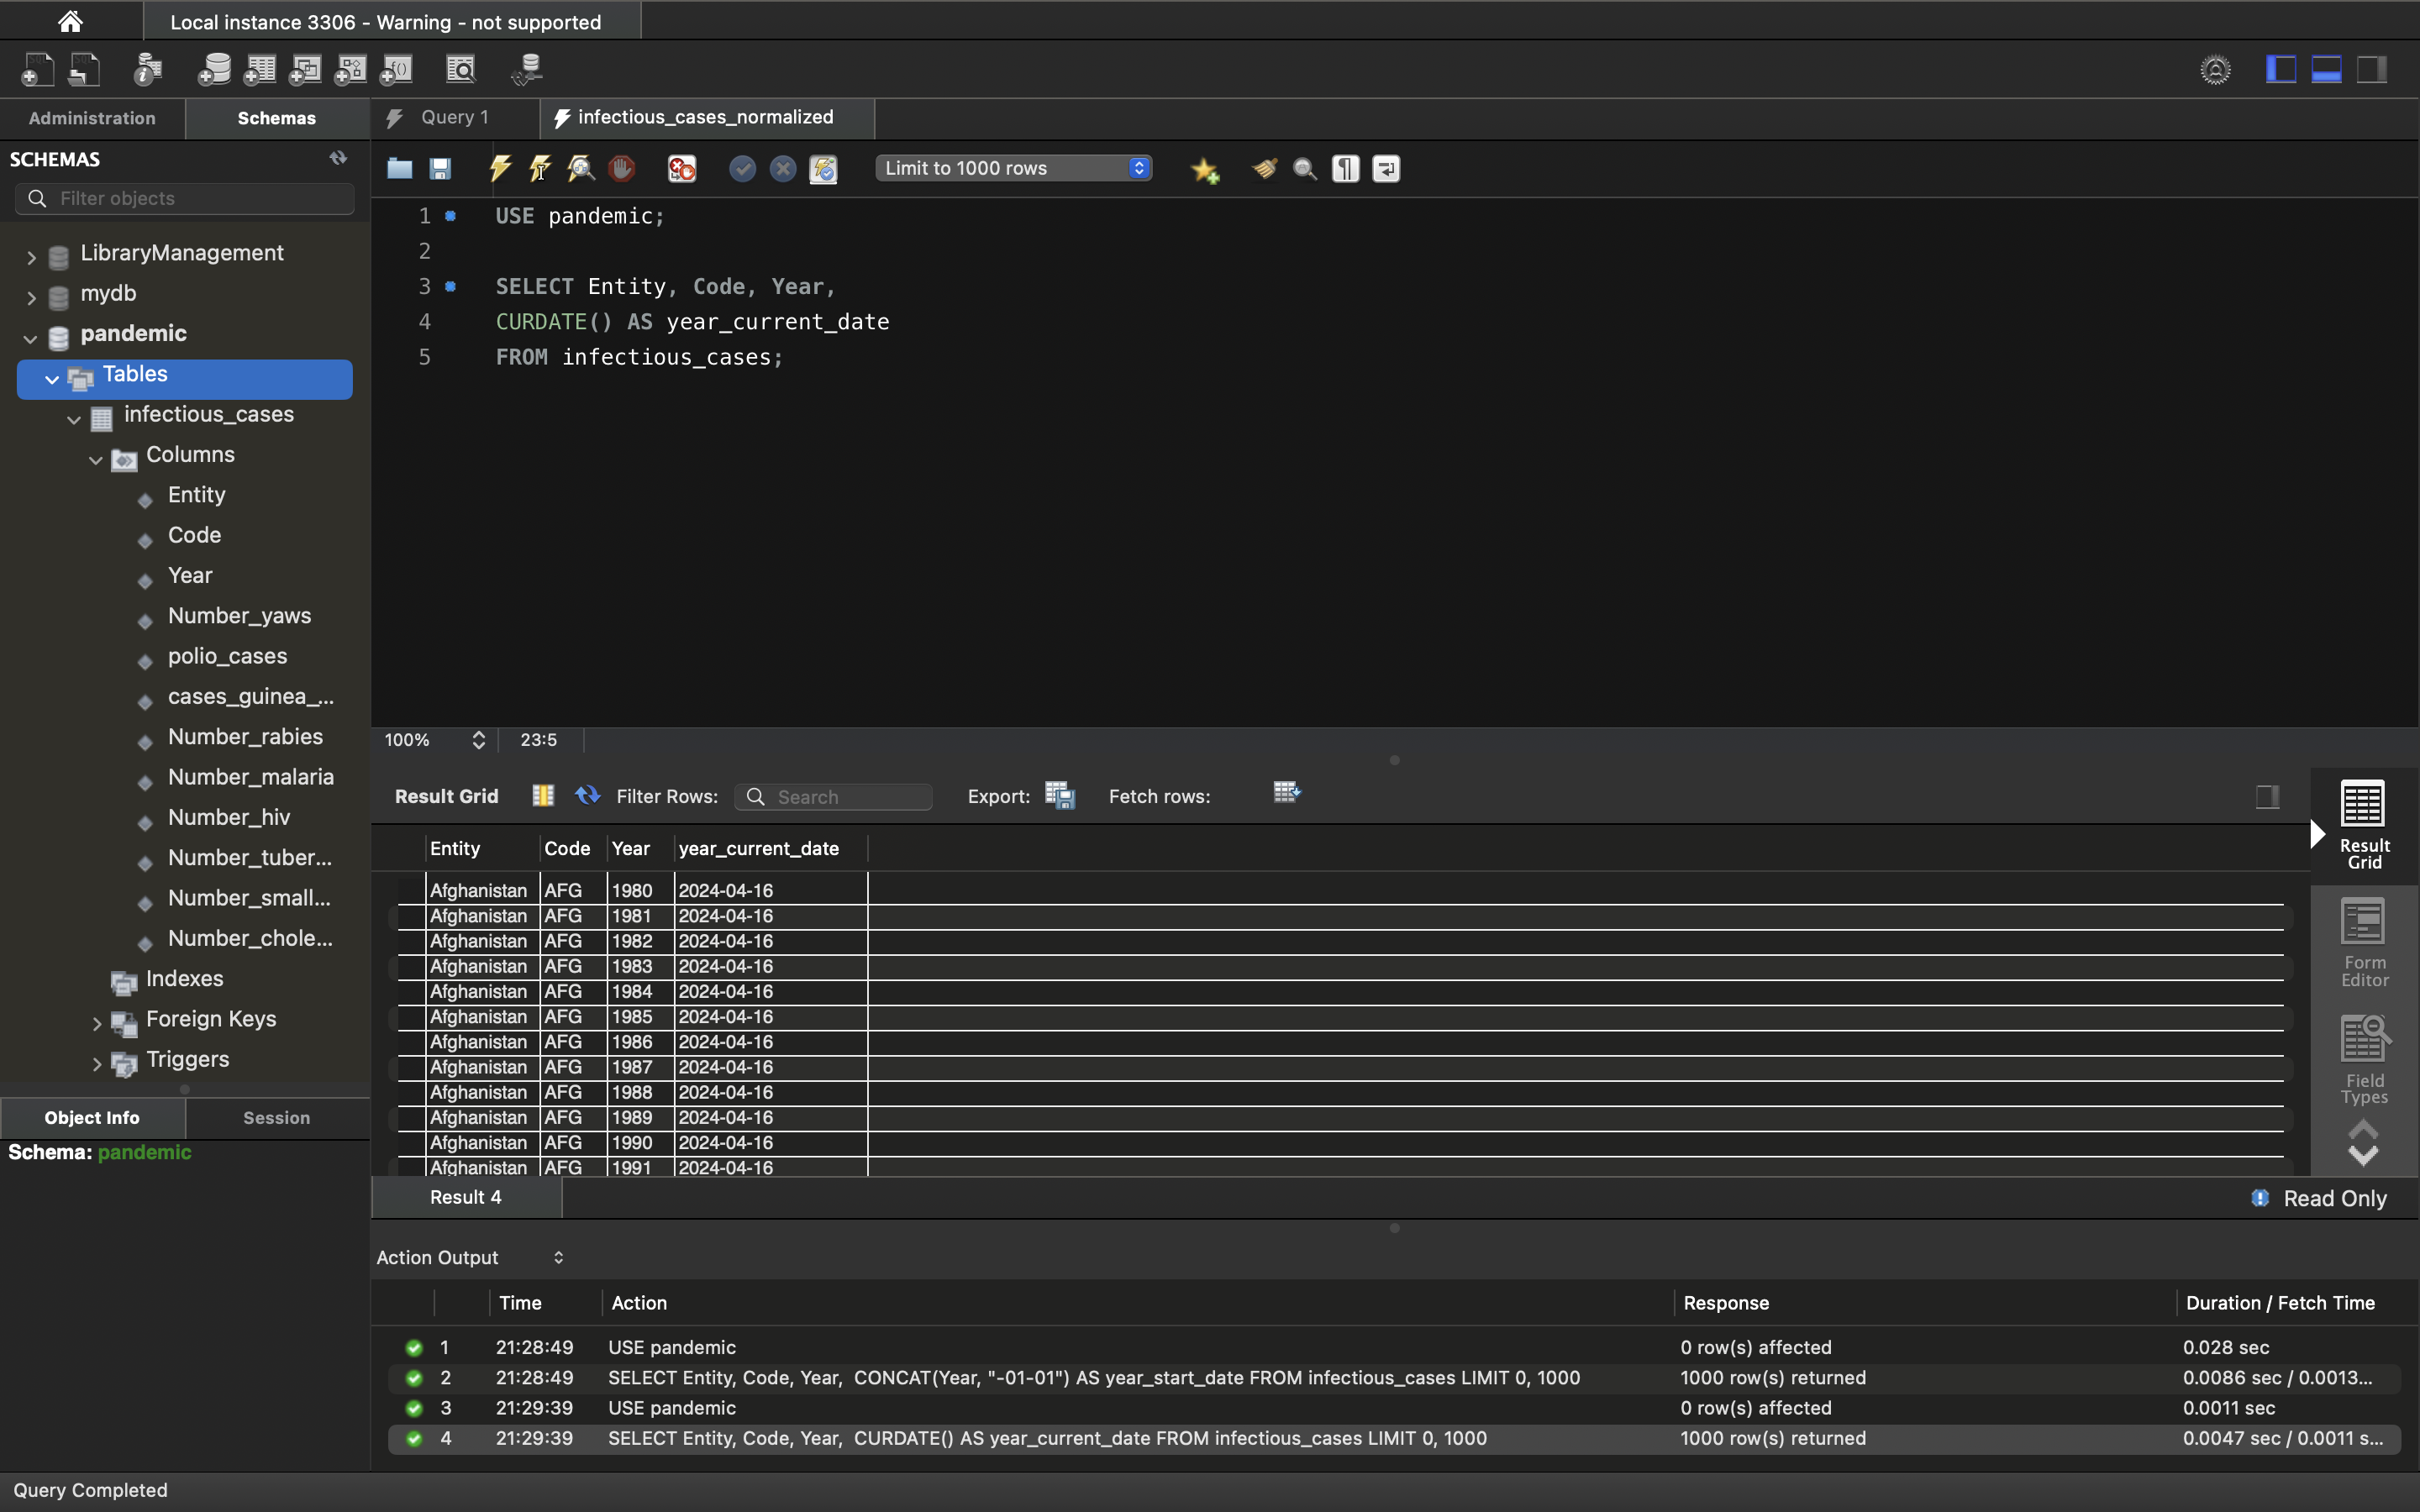 Local instance 3306 - Warning - not supported
Administration
Schemas
Query 1
infectious_cases_normalized
SCHEMAS
Filter objects
LibraryManagement
mydb
pandemic
Tables
infectious_cases
Columns
Entity
Code
Year
Number_yaws
polio_cases
cases_guinea_...
Number_rabies
Number_malaria
Number_hiv
Number_tuber...
Number_small...
Number_chole...
Indexes
Foreign Keys
Triggers
Object Info
Session
Schema: pandemic
Limit to 1000 rows
1 USE pandemic;
2
3 SELECT Entity, Code, Year,
4 CURDATE() AS year_current_date
5 FROM infectious_cases;
100% 23:5
Result Grid Filter Rows: Search Export: Fetch rows:
Entity Code Year year_current_date
Afghanistan AFG 1980 2024-04-16
Afghanistan AFG 1981 2024-04-16
Afghanistan AFG 1982 2024-04-16
Afghanistan AFG 1983 2024-04-16
Afghanistan AFG 1984 2024-04-16
Afghanistan AFG 1985 2024-04-16
Afghanistan AFG 1986 2024-04-16
Afghanistan AFG 1987 2024-04-16
Afghanistan AFG 1988 2024-04-16
Afghanistan AFG 1989 2024-04-16
Afghanistan AFG 1990 2024-04-16
Afghanistan AFG 1991 2024-04-16
Result
Grid
Form
Editor
Field
Types
Result 4
Read Only
Action Output
Time Action Response Duration / Fetch Time
1 21:28:49 USE pandemic 0 row(s) affected 0.028 sec
2 21:28:49 SELECT Entity, Code, Year, CONCAT(Year, "-01-01") AS year_start_date FROM infectious_cases LIMIT 0, 1000 1000 row(s) returned 0.0086 sec / 0.0013...
3 21:29:39 USE pandemic 0 row(s) affected 0.0011 sec
4 21:29:39 SELECT Entity, Code, Year, CURDATE() AS year_current_date FROM infectious_cases LIMIT 0, 1000 1000 row(s) returned 0.0047 sec / 0.0011 s...
Query Completed